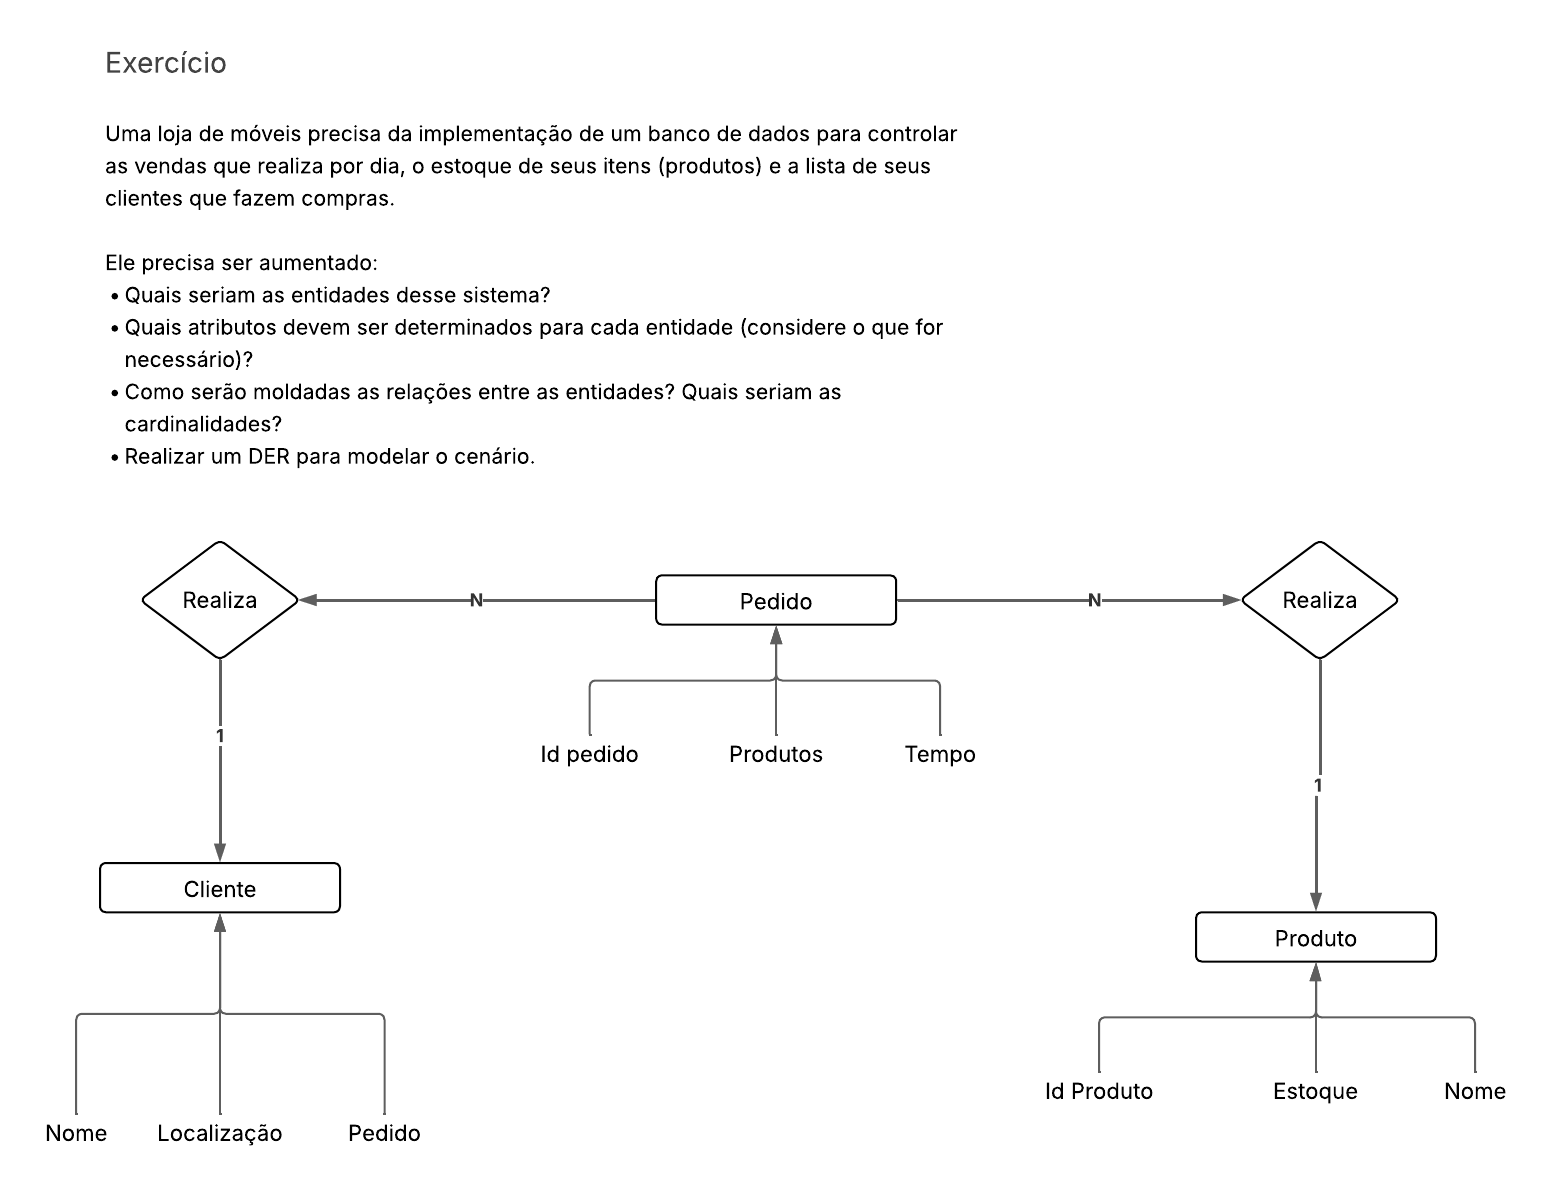 Exercício
Uma loja de móveis precisa da implementação de um banco de dados para controlar
as vendas que realiza por dia, o estoque de seus itens (produtos) e a lista de seus
clientes que fazem compras.
Ele precisa ser aumentado:
• Quais seriam as entidades desse sistema?
• Quais atributos devem ser determinados para cada entidade (considere o que for
necessário)?
• Como serão moldadas as relações entre as entidades? Quais seriam as
cardinalidades?
• Realizar um DER para modelar o cenário.
Realiza
N
Pedido
N
Realiza
1
Id pedido
Produtos
Tempo
1
Cliente
Produto
Id Produto
Estoque
Nome
Nome
Localização
Pedido